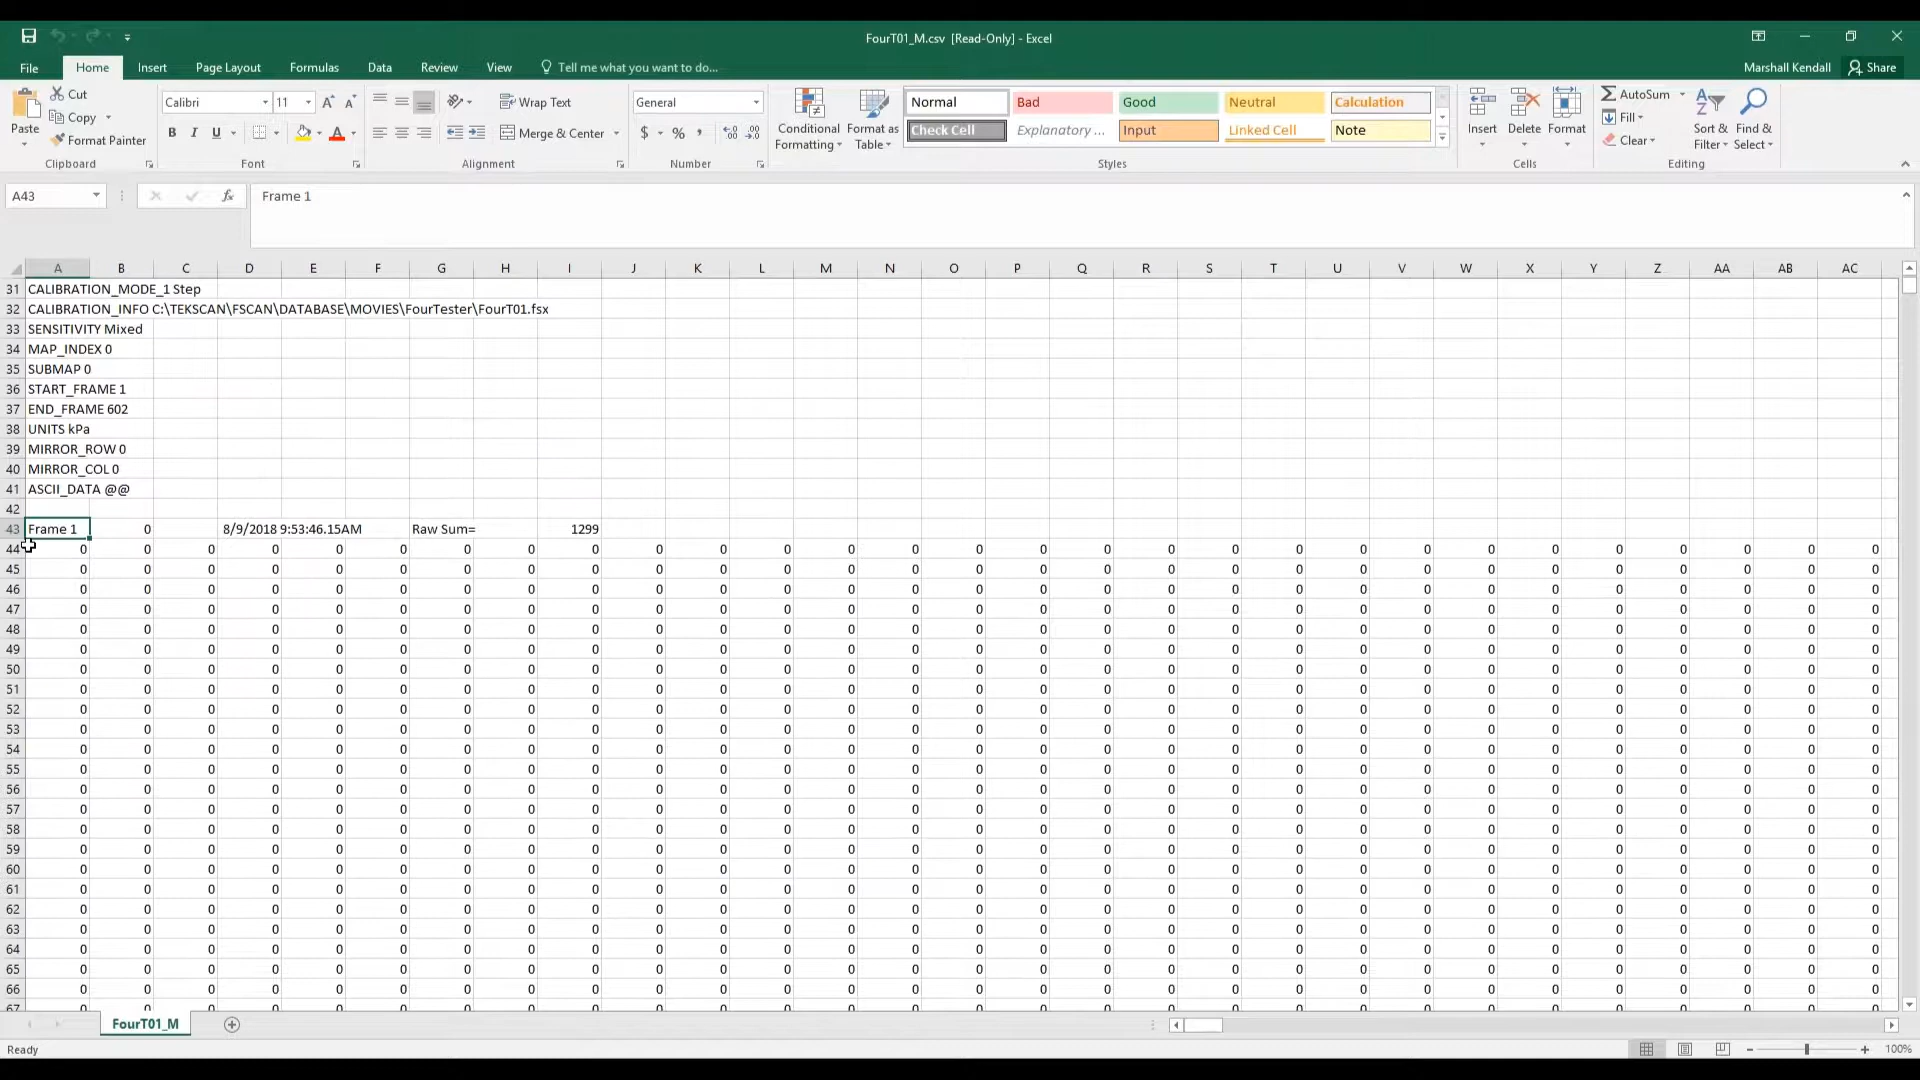 FourT01_M.csv [Read-Only] - Excel
File Home Insert Page Layout Formulas Data Review View Tell me what you want to do... Marshall Kendall Share
Cut
Copy
Format Painter
Paste
Clipboard
Calibri 11
B I U
Font
Wrap Text
Merge & Center
Alignment
General
$ % ,
Number
Conditional Formatting
Format as Table
Normal Bad Good Neutral Calculation
Check Cell Explanatory ... Input Linked Cell Note
Styles
Insert Delete Format
Cells
AutoSum
Fill
Clear
Sort & Filter
Find & Select
Editing
A43 fx Frame 1
A B C D E F G H I J K L M N O P Q R S T U V W X Y Z AA AB AC
31 CALIBRATION_MODE_1 Step
32 CALIBRATION_INFO C:\TEKSCAN\FSCAN\DATABASE\MOVIES\FourTester\FourT01.fsx
33 SENSITIVITY Mixed
34 MAP_INDEX 0
35 SUBMAP 0
36 START_FRAME 1
37 END_FRAME 602
38 UNITS kPa
39 MIRROR_ROW 0
40 MIRROR_COL 0
41 ASCII_DATA @@
42
43 Frame 1 0 8/9/2018 9:53:46.15AM Raw Sum= 1299
44 0 0 0 0 0 0 0 0 0 0 0 0 0 0 0 0 0 0 0 0 0 0 0 0 0 0 0 0 0
45 0 0 0 0 0 0 0 0 0 0 0 0 0 0 0 0 0 0 0 0 0 0 0 0 0 0 0 0 0
46 0 0 0 0 0 0 0 0 0 0 0 0 0 0 0 0 0 0 0 0 0 0 0 0 0 0 0 0 0
47 0 0 0 0 0 0 0 0 0 0 0 0 0 0 0 0 0 0 0 0 0 0 0 0 0 0 0 0 0
48 0 0 0 0 0 0 0 0 0 0 0 0 0 0 0 0 0 0 0 0 0 0 0 0 0 0 0 0 0
49 0 0 0 0 0 0 0 0 0 0 0 0 0 0 0 0 0 0 0 0 0 0 0 0 0 0 0 0 0
50 0 0 0 0 0 0 0 0 0 0 0 0 0 0 0 0 0 0 0 0 0 0 0 0 0 0 0 0 0
51 0 0 0 0 0 0 0 0 0 0 0 0 0 0 0 0 0 0 0 0 0 0 0 0 0 0 0 0 0
52 0 0 0 0 0 0 0 0 0 0 0 0 0 0 0 0 0 0 0 0 0 0 0 0 0 0 0 0 0
53 0 0 0 0 0 0 0 0 0 0 0 0 0 0 0 0 0 0 0 0 0 0 0 0 0 0 0 0 0
54 0 0 0 0 0 0 0 0 0 0 0 0 0 0 0 0 0 0 0 0 0 0 0 0 0 0 0 0 0
55 0 0 0 0 0 0 0 0 0 0 0 0 0 0 0 0 0 0 0 0 0 0 0 0 0 0 0 0 0
56 0 0 0 0 0 0 0 0 0 0 0 0 0 0 0 0 0 0 0 0 0 0 0 0 0 0 0 0 0
57 0 0 0 0 0 0 0 0 0 0 0 0 0 0 0 0 0 0 0 0 0 0 0 0 0 0 0 0 0
58 0 0 0 0 0 0 0 0 0 0 0 0 0 0 0 0 0 0 0 0 0 0 0 0 0 0 0 0 0
59 0 0 0 0 0 0 0 0 0 0 0 0 0 0 0 0 0 0 0 0 0 0 0 0 0 0 0 0 0
60 0 0 0 0 0 0 0 0 0 0 0 0 0 0 0 0 0 0 0 0 0 0 0 0 0 0 0 0 0
61 0 0 0 0 0 0 0 0 0 0 0 0 0 0 0 0 0 0 0 0 0 0 0 0 0 0 0 0 0
62 0 0 0 0 0 0 0 0 0 0 0 0 0 0 0 0 0 0 0 0 0 0 0 0 0 0 0 0 0
63 0 0 0 0 0 0 0 0 0 0 0 0 0 0 0 0 0 0 0 0 0 0 0 0 0 0 0 0 0
64 0 0 0 0 0 0 0 0 0 0 0 0 0 0 0 0 0 0 0 0 0 0 0 0 0 0 0 0 0
65 0 0 0 0 0 0 0 0 0 0 0 0 0 0 0 0 0 0 0 0 0 0 0 0 0 0 0 0 0
66 0 0 0 0 0 0 0 0 0 0 0 0 0 0 0 0 0 0 0 0 0 0 0 0 0 0 0 0 0
67 0 0 0 0 0 0 0 0 0 0 0 0 0 0 0 0 0 0 0 0 0 0 0 0 0 0 0 0 0
FourT01_M
Ready 100%